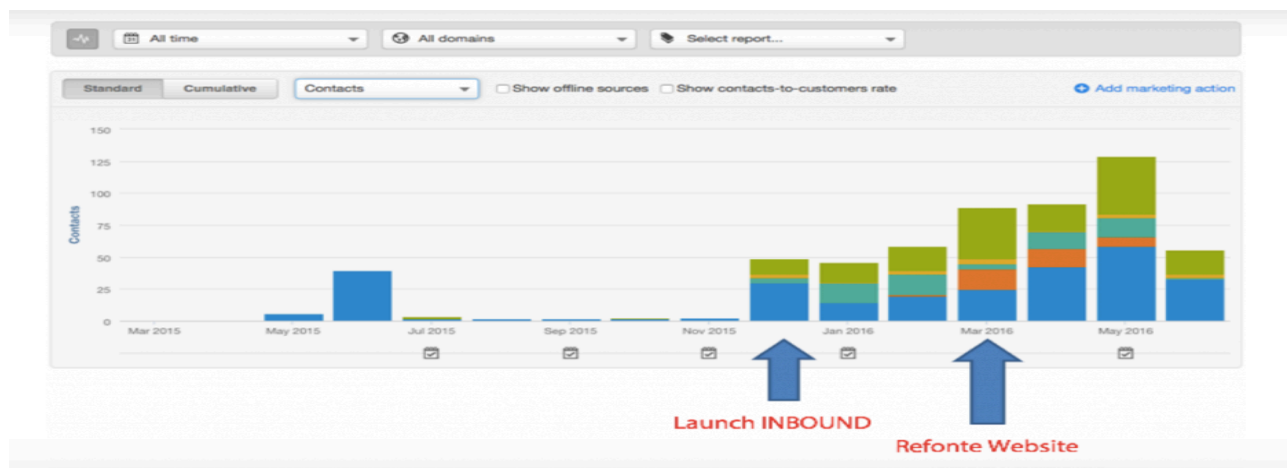 All time All domains Select report...
Standard Cumulative Contacts Show offline sources Show contacts-to-customers rate Add marketing action
150
125
100
75
50
25
0
Contacts
Mar 2015 May 2015 Jul 2015 Sep 2015 Nov 2015 Jan 2016 Mar 2016 May 2016
Launch INBOUND
Refonte Website